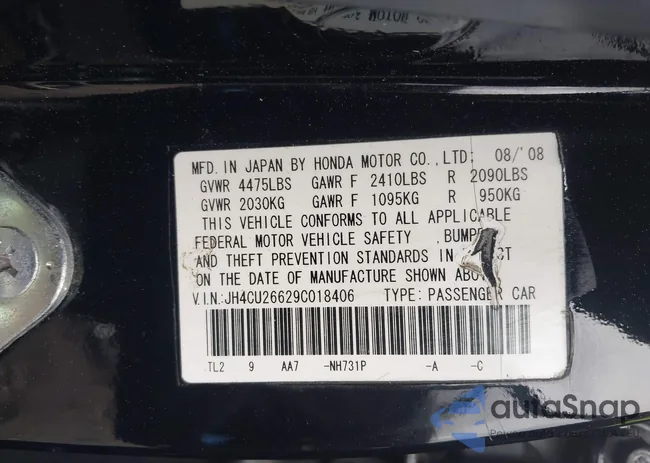 MFD. IN JAPAN BY HONDA MOTOR CO., LTD: 08/'08
GVWR 4475LBS GAWR F 2410LBS R 2090LBS
GVWR 2030KG GAWR F 1095KG R 950KG
THIS VEHICLE CONFORMS TO ALL APPLICABLE
FEDERAL MOTOR VEHICLE SAFETY , BUMPE
AND THEFT PREVENTION STANDARDS IN
ON THE DATE OF MANUFACTURE SHOWN ABO
V.I.N:JH4CU26629C018406 TYPE: PASSENGER CAR
TL2 9 AA7 -NH731P -A -C
autoSnap